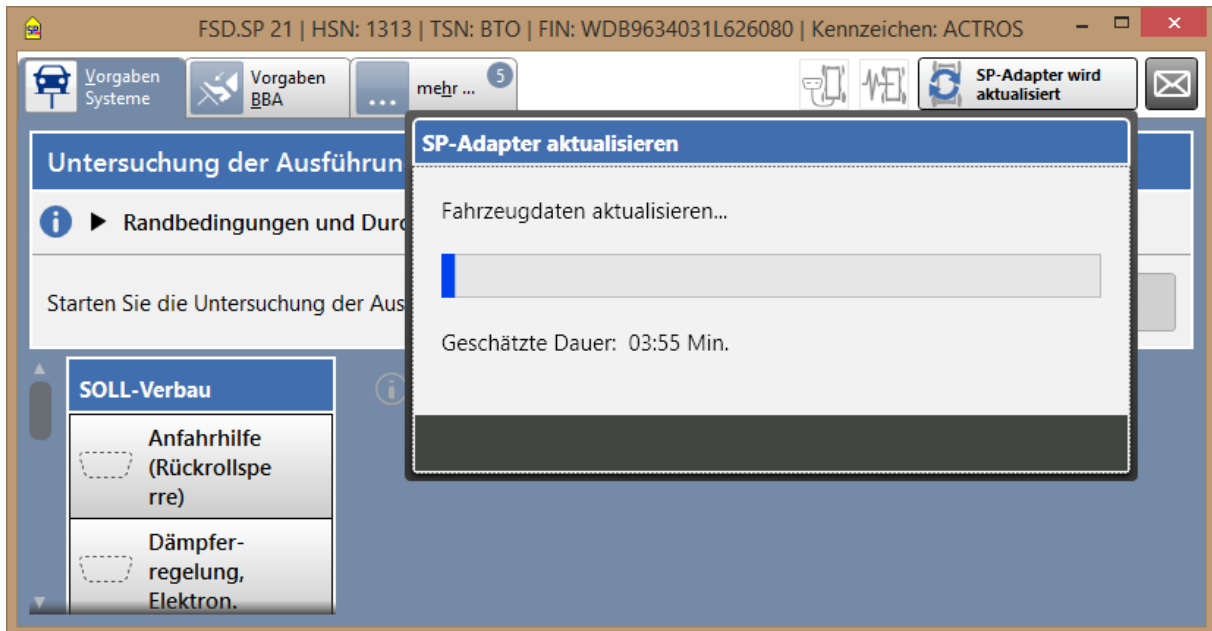 SP
FSD.SP 21 | HSN: 1313 | TSN: BTO | FIN: WDB9634031L626080 | Kennzeichen: ACTROS
Vorgaben
Systeme
Vorgaben
BBA
mehr ...
5
SP-Adapter wird
aktualisiert
SP-Adapter aktualisieren
Untersuchung der Ausführun
Fahrzeugdaten aktualisieren...
Randbedingungen und Durc
Starten Sie die Untersuchung der Aus
Geschätzte Dauer: 03:55 Min.
SOLL-Verbau
Anfahrhilfe
(Rückrollspe
rre)
Dämpfer-
regelung,
Elektron.